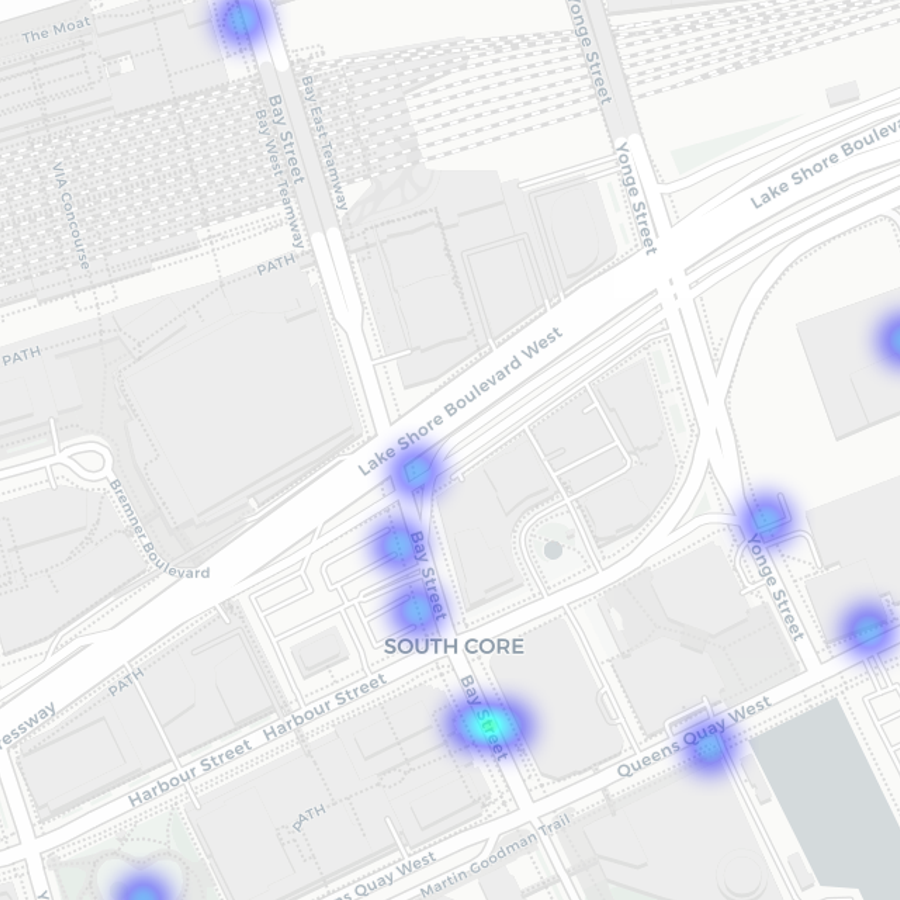 The Moat
Yonge Street
Bay Street
Bay West Teamway
Bay East Teamway
VIA Concourse
Yonge Street
Lake Shore Bouleva
PATH
PATH
Lake Shore Boulevard West
Bremner Boulevard
Bay Street
Yonge Street
SOUTH CORE
PATH
Bay Street
essway
Harbour Street
Harbour Street
Queens Quay West
PATH
Martin Goodman Trail
s Quay West
Y